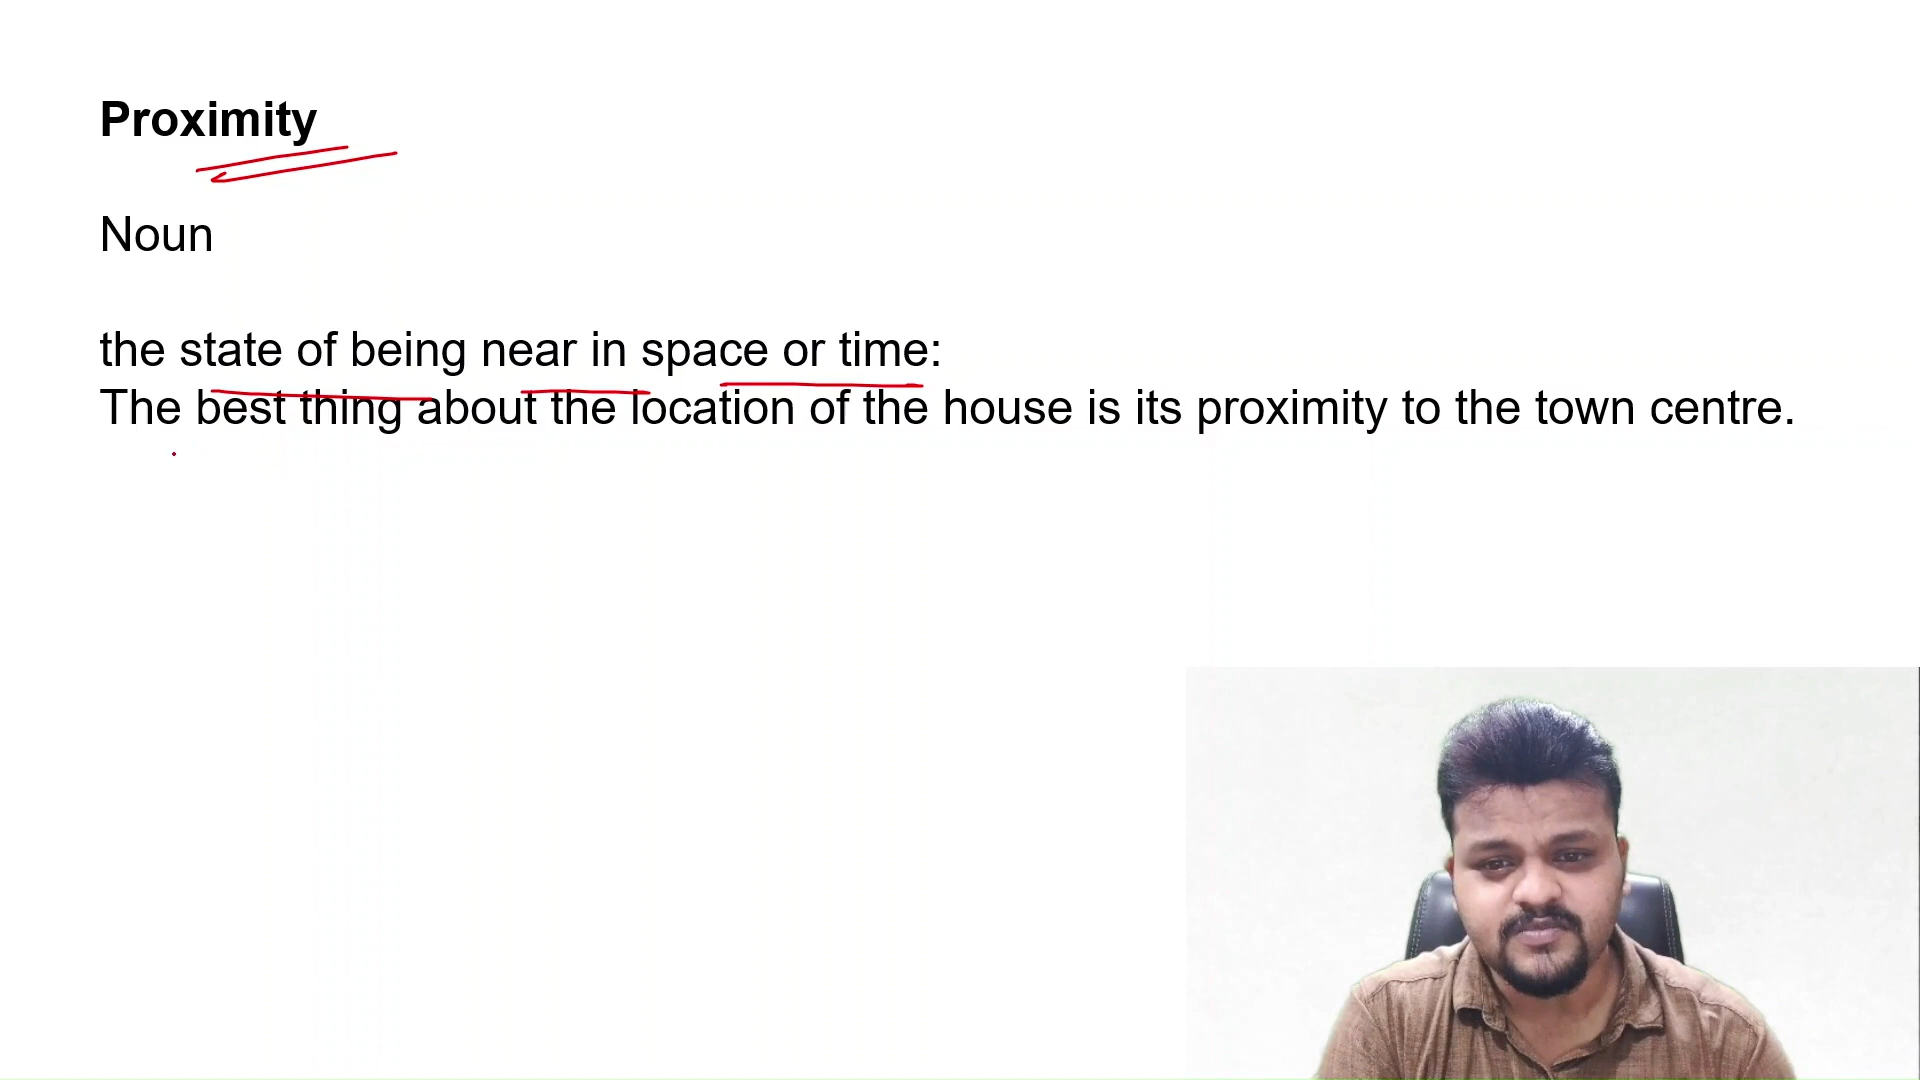 Proximity
Noun
the state of being near in space or time:
The best thing about the location of the house is its proximity to the town centre.